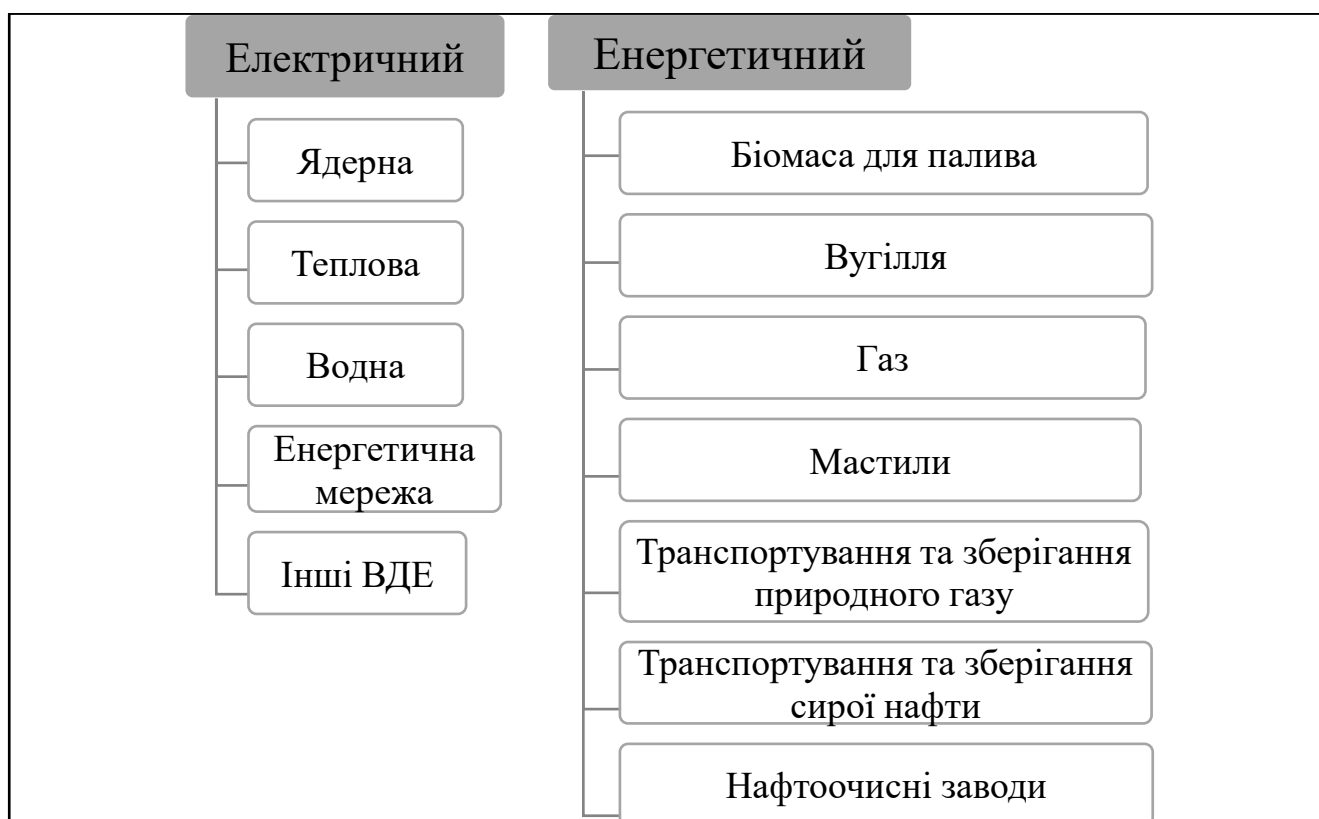 Електричний
Ядерна
Теплова
Водна
Енергетична
мережа
Інші ВДЕ
Енергетичний
Біомаса для палива
Вугілля
Газ
Мастили
Транспортування та зберігання
природного газу
Транспортування та зберігання
сирої нафти
Нафтоочисні заводи